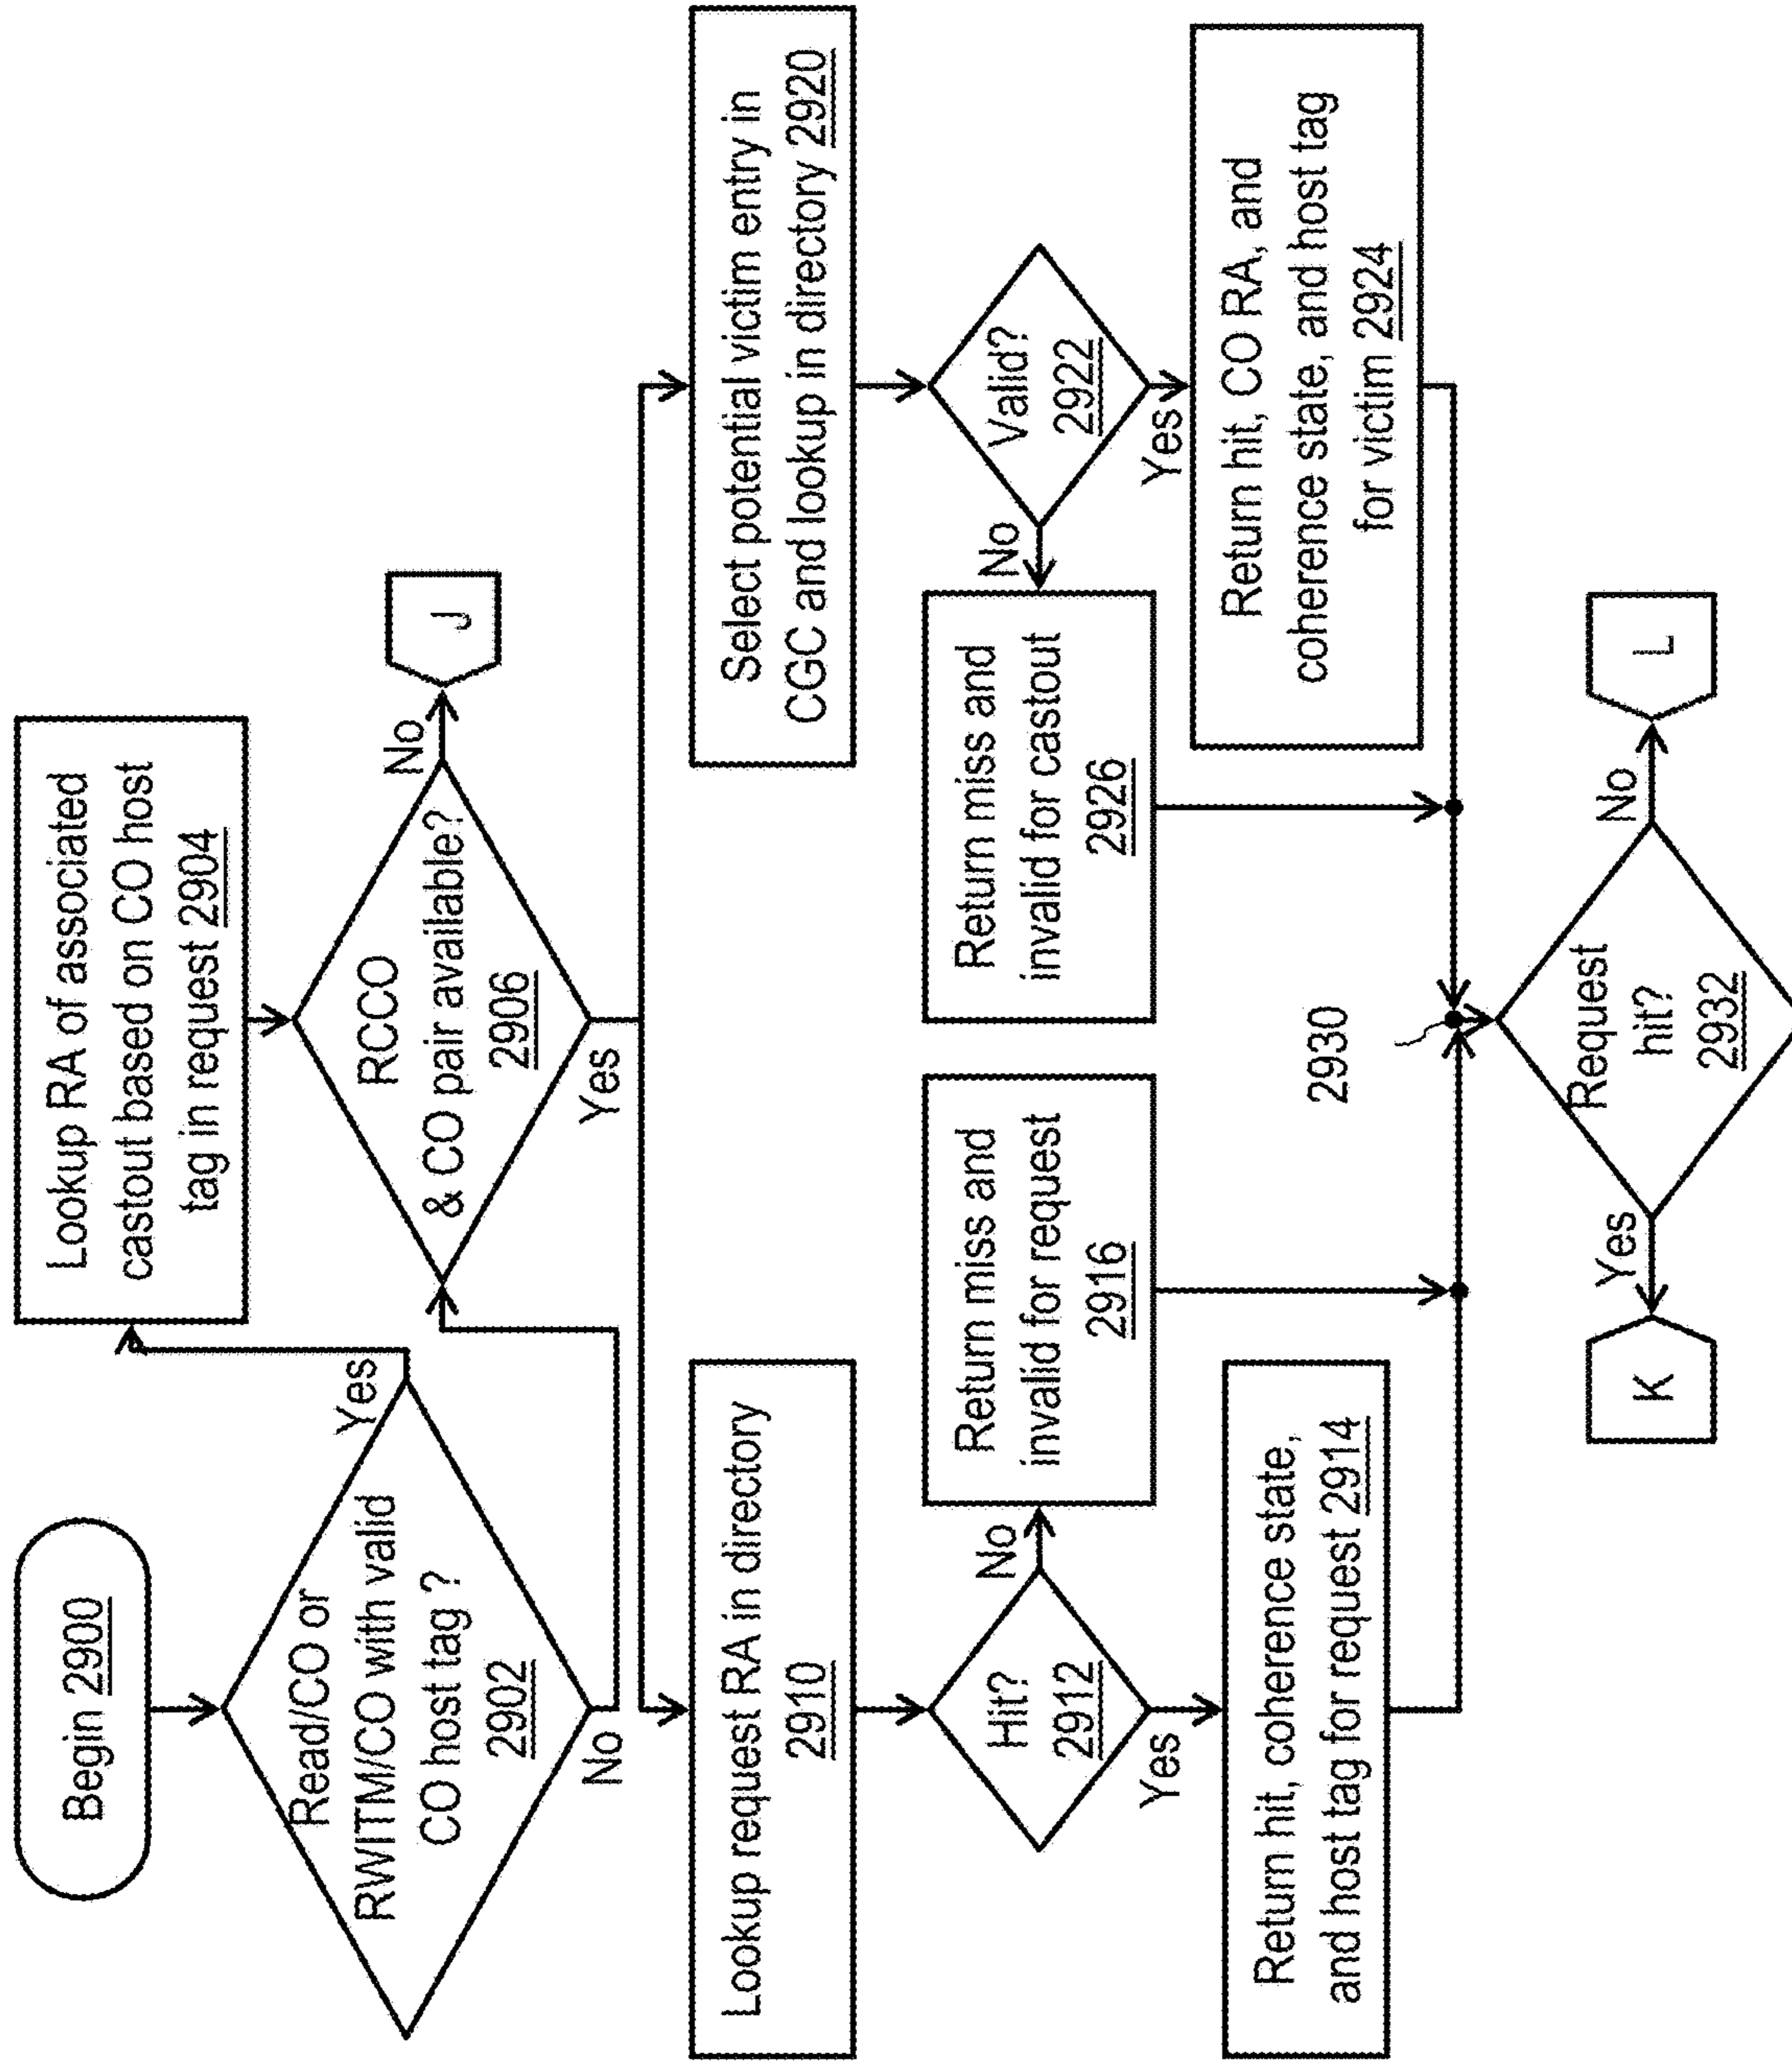 Begin 2900
Read/CO or
RWITM/CO with valid
CO host tag ?
2902
Yes
No
Lookup RA of associated
castout based on CO host
tag in request 2904
RCCO
& CO pair available?
2906
No
J
Yes
Lookup request RA in directory
2910
Hit?
2912
No
Yes
Return miss and
invalid for request
2916
Return hit, coherence state,
and host tag for request 2914
Select potential victim entry in
CGC and lookup in directory 2920
Valid?
2922
No
Yes
Return miss and
invalid for castout
2926
Return hit, CO RA, and
coherence state, and host tag
for victim 2924
2930
Request
hit?
2932
Yes
No
K
L